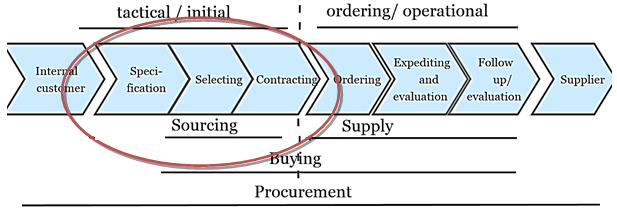 tactical / initial
ordering/ operational
Internal
customer
Speci-
fication
Selecting
Contracting
Ordering
Expediting
and
evaluation
Follow
up/
evaluation
Supplier
Sourcing
Supply
Buying
Procurement